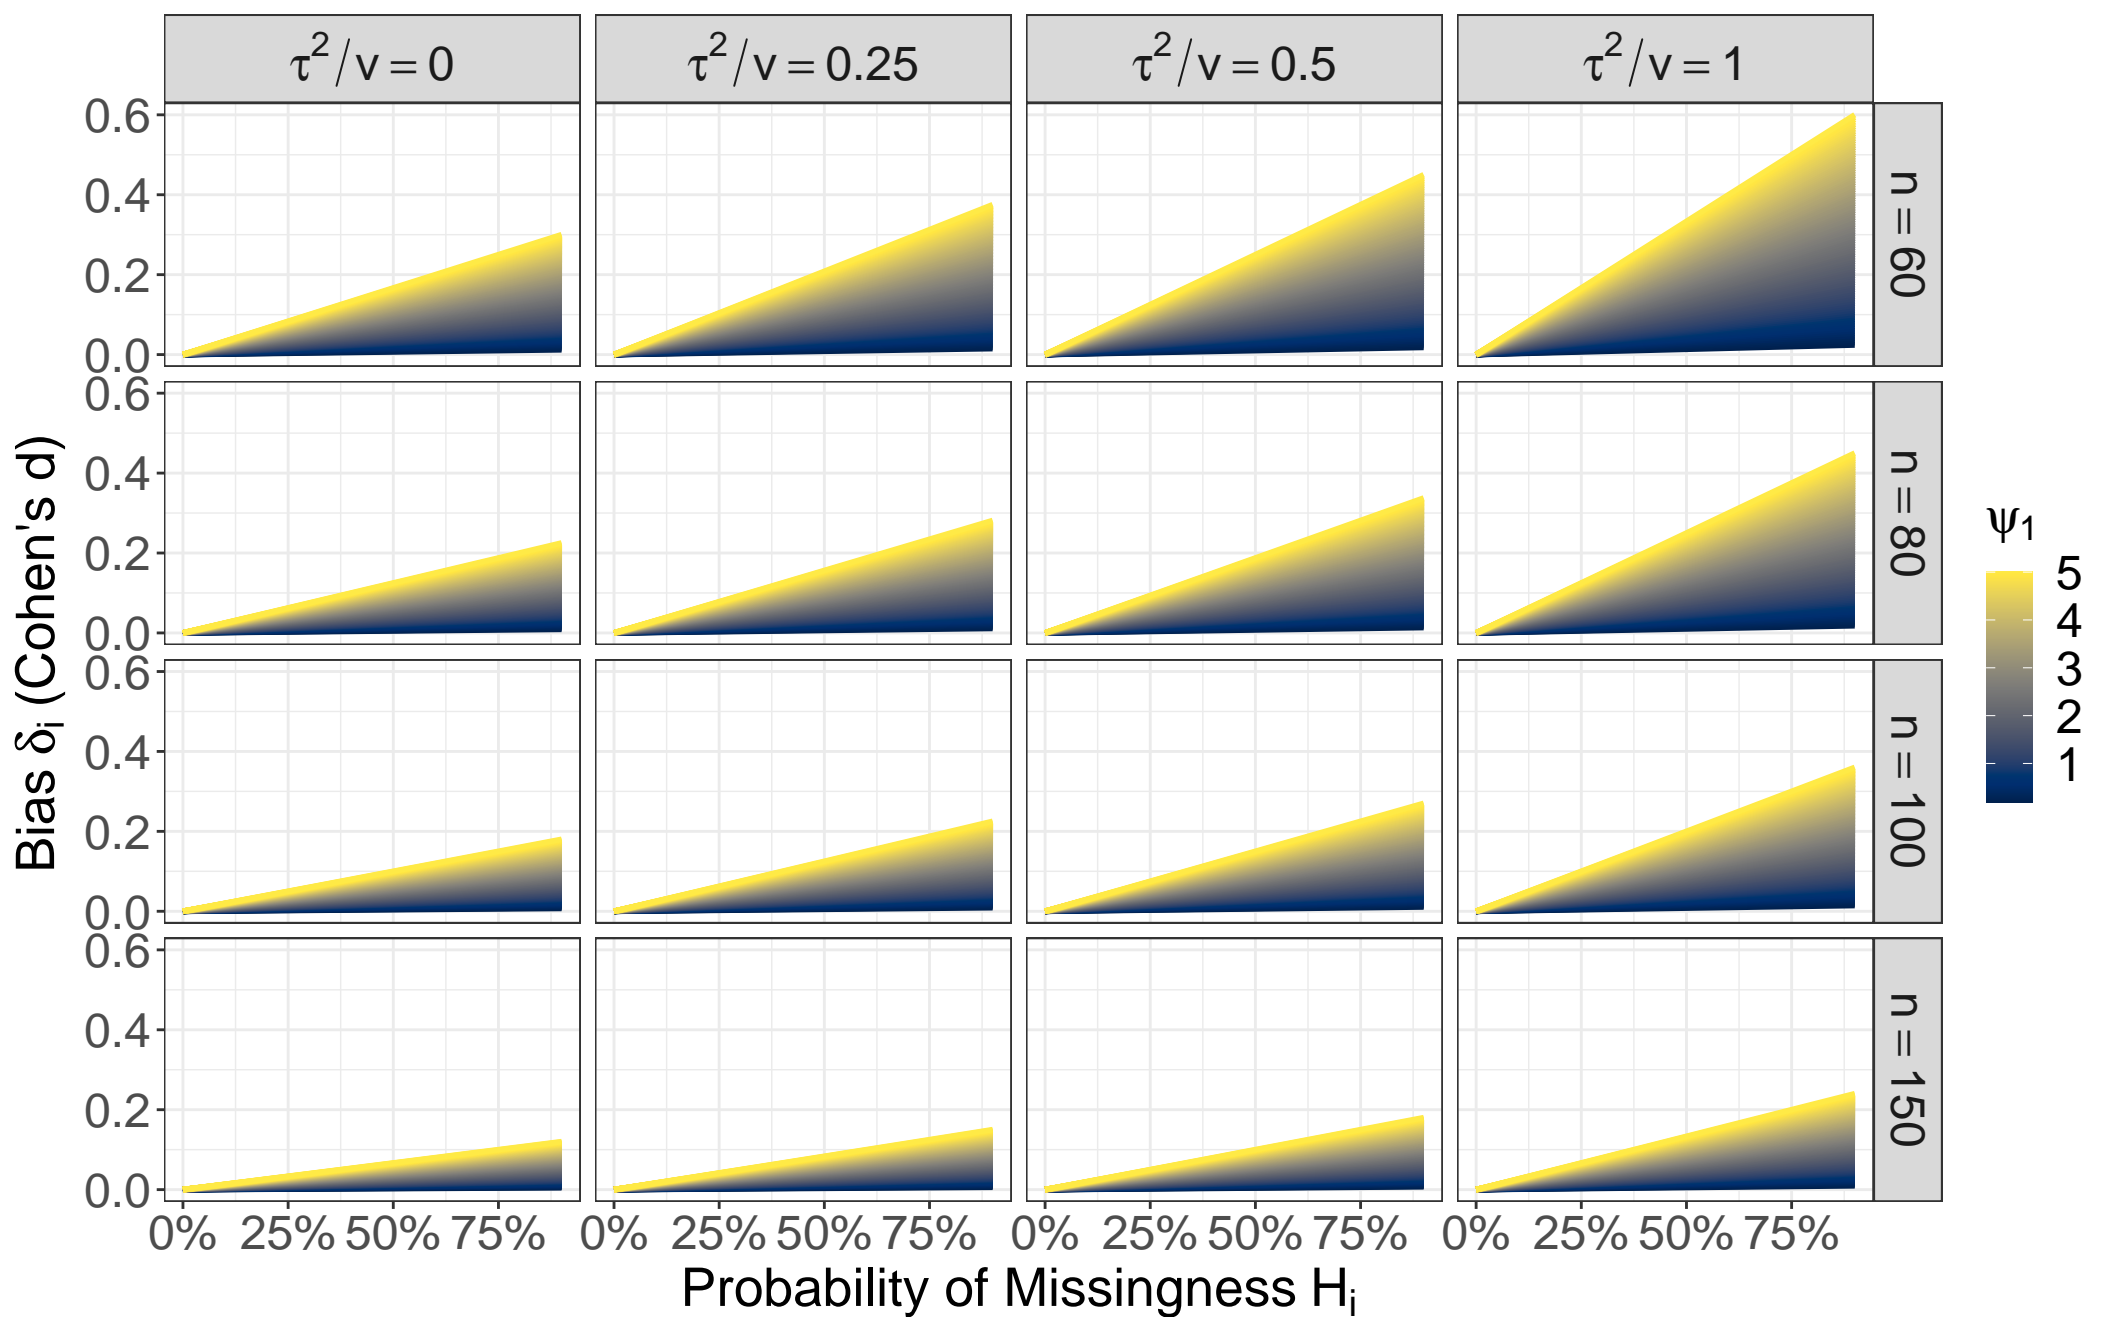 τ²/v = 0
τ²/v = 0.25
τ²/v = 0.5
τ²/v = 1
0.6
0.4
0.2
0.0
n = 60
0.6
0.4
0.2
0.0
n = 80
0.6
0.4
0.2
0.0
n = 100
0.6
0.4
0.2
0.0
n = 150
0% 25% 50% 75%
0% 25% 50% 75%
0% 25% 50% 75%
0% 25% 50% 75%
Probability of Missingness Hᵢ
Bias δᵢ (Cohen's d)
ψ₁
5
4
3
2
1